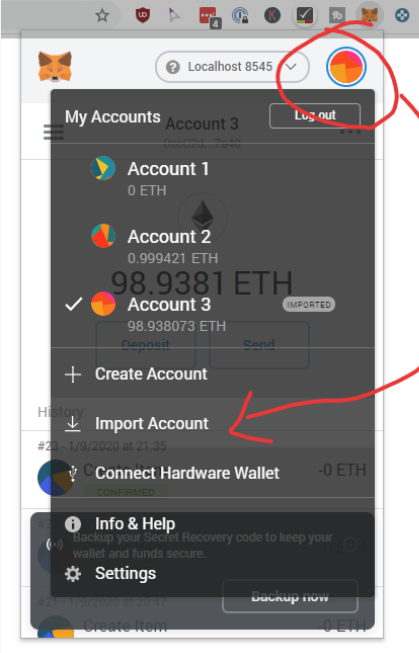 4
Localhost 8545
My Accounts
Log out
Account 3
Account 1
0 ETH
Account 2
0.999421 ETH
98.9381 ETH
Account 3
IMPORTED
98.938073 ETH
Deposit
Send
Create Account
History
Import Account
#23 - 1/9/2020 at 21:35
Create Item
-0 ETH
Connect Hardware Wallet
CONFIRMED
Info & Help
Backup your Secret Recovery code to keep your
wallet and funds secure.
Settings
Backup now
#21 - 1/9/2020 at 20:47
Create Item
-0 ETH